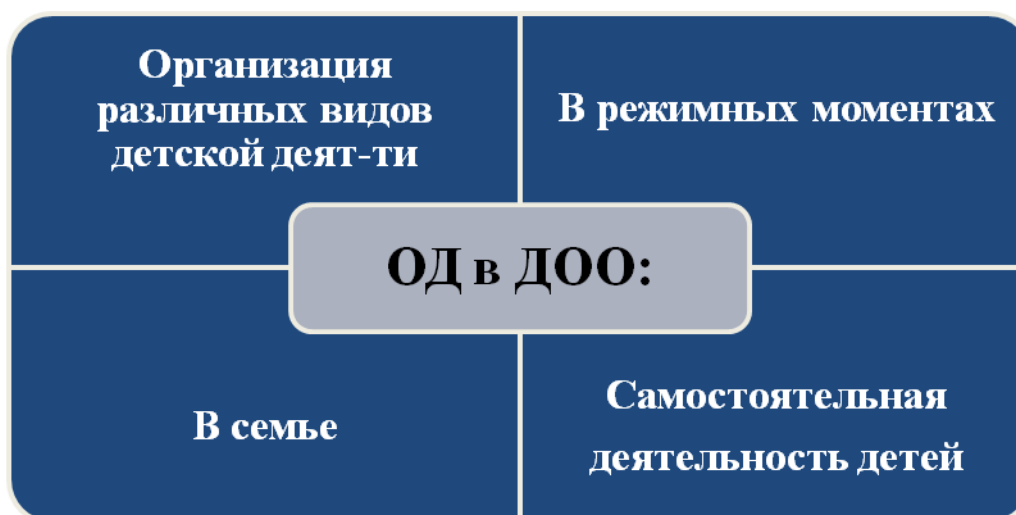 Организация
различных видов
детской деят-ти
В режимных моментах
ОД в ДОО:
В семье
Самостоятельная
деятельность детей